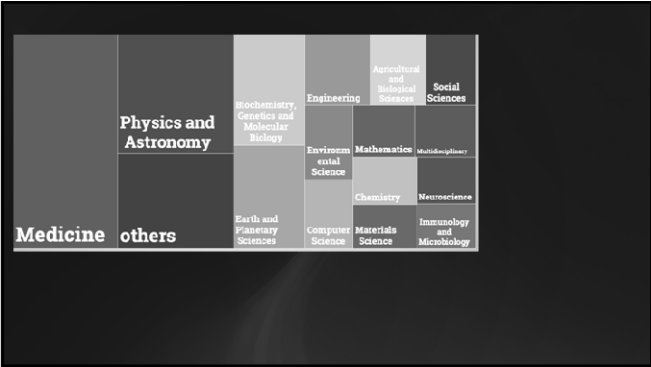 Medicine
Physics and
Astronomy
others
Biochemistry,
Genetics and
Molecular
Biology
Earth and
Planetary
Sciences
Engineering
Agricultural
and
Biological
Sciences
Social
Sciences
Environm
ental
Science
Mathematics
Multidisciplinary
Chemistry
Neuroscience
Computer
Science
Materials
Science
Immunology
and
Microbiology